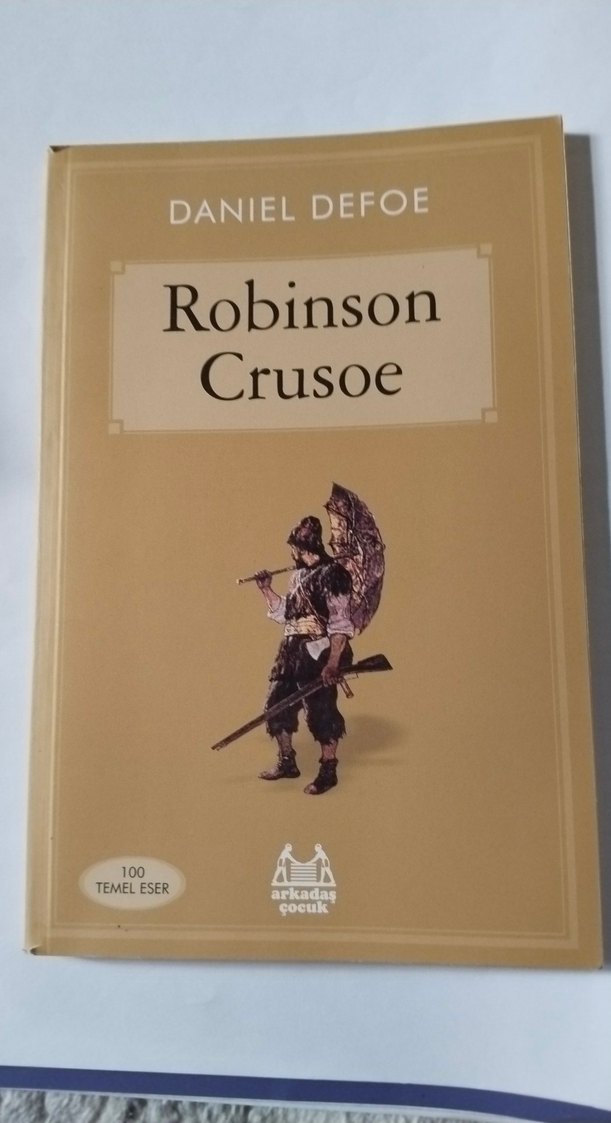 DANIEL DEFOE
Robinson
Crusoe
100
TEMEL ESER
arkadaş
çocuk